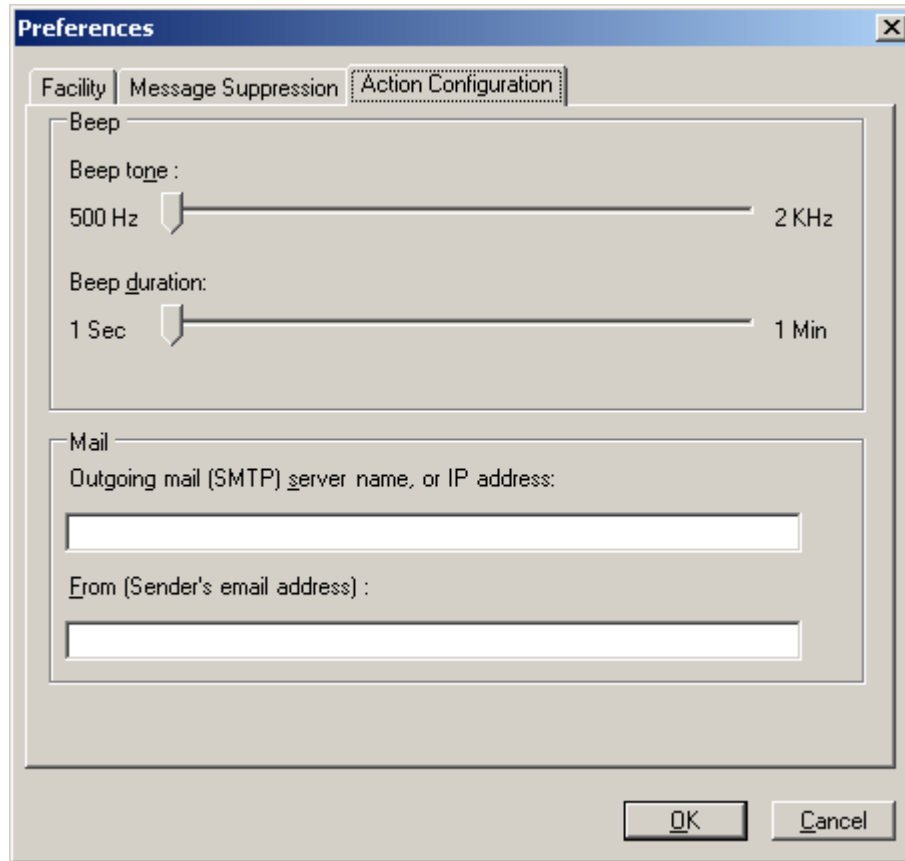 Preferences
Facility Message Suppression Action Configuration
Beep
Beep tone :
500 Hz 2 KHz
Beep duration:
1 Sec 1 Min
Mail
Outgoing mail (SMTP) server name, or IP address:
From (Sender's email address) :
OK Cancel